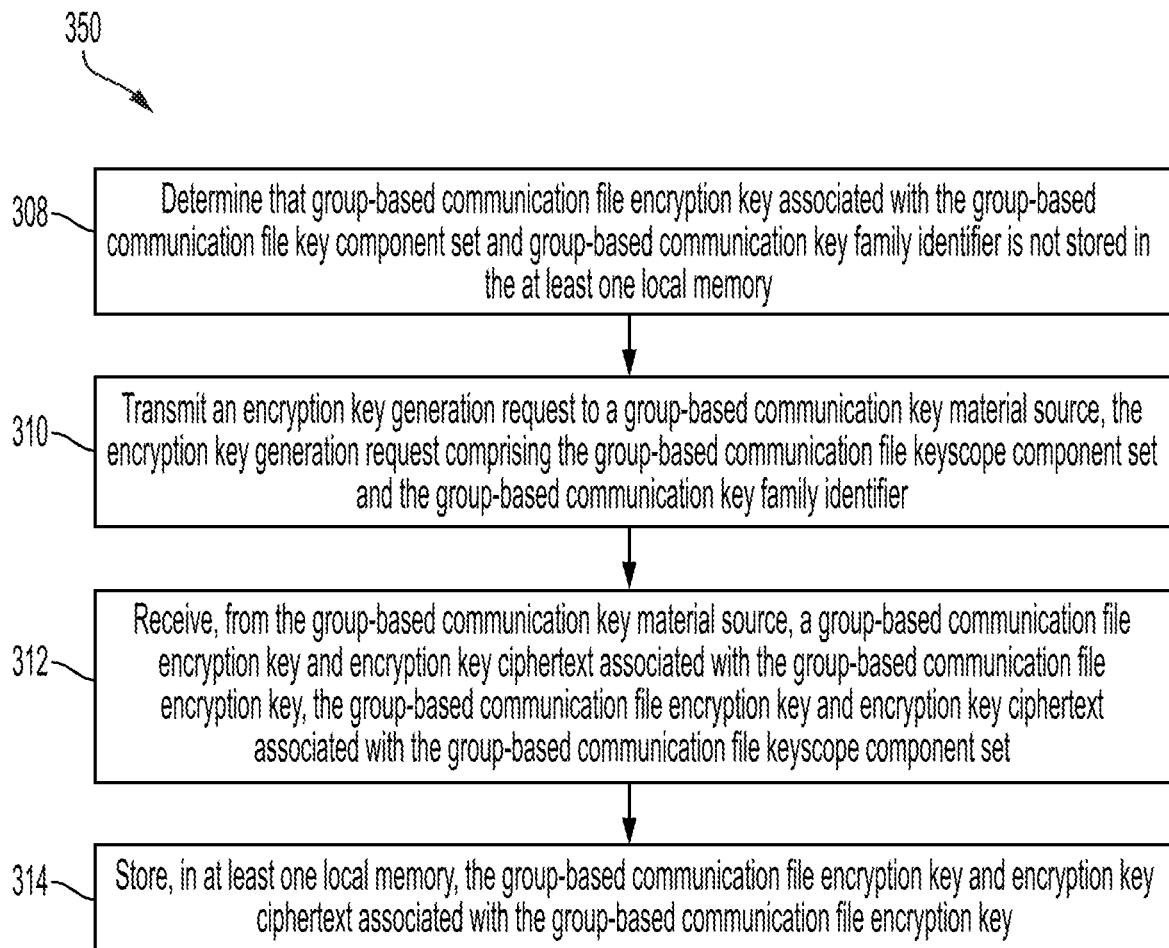 350
308
Determine that group-based communication file encryption key associated with the group-based
communication file key component set and group-based communication key family identifier is not stored in
the at least one local memory
310
Transmit an encryption key generation request to a group-based communication key material source, the
encryption key generation request comprising the group-based communication file keyscope component set
and the group-based communication key family identifier
312
Receive, from the group-based communication key material source, a group-based communication file
encryption key and encryption key ciphertext associated with the group-based communication file
encryption key, the group-based communication file encryption key and encryption key ciphertext
associated with the group-based communication file keyscope component set
314
Store, in at least one local memory, the group-based communication file encryption key and encryption key
ciphertext associated with the group-based communication file encryption key